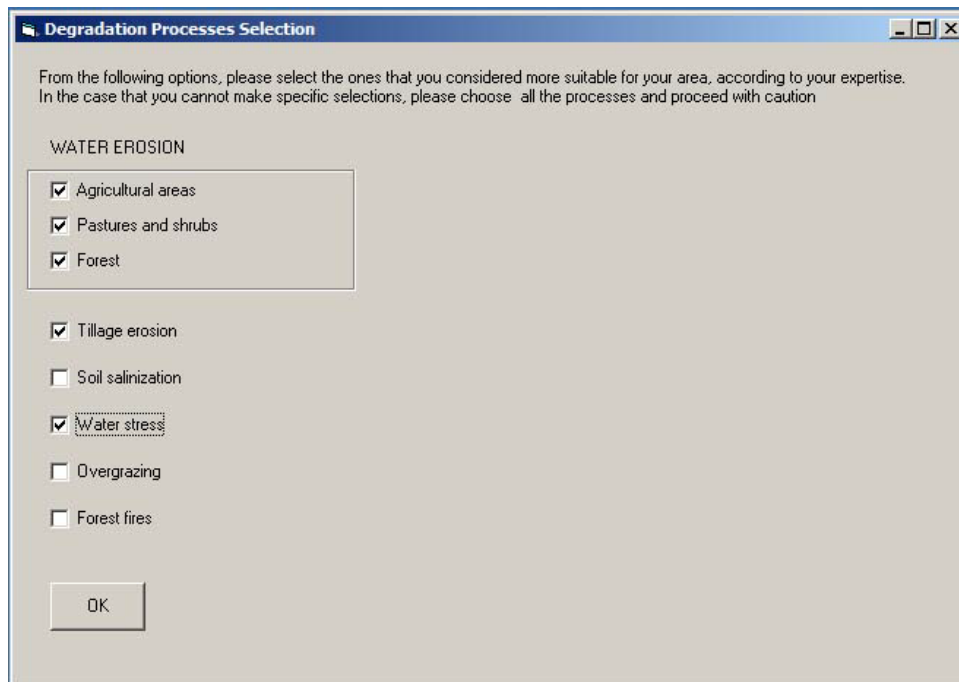 Degradation Processes Selection
From the following options, please select the ones that you considered more suitable for your area, according to your expertise.
In the case that you cannot make specific selections, please choose all the processes and proceed with caution
WATER EROSION
Agricultural areas
Pastures and shrubs
Forest
Tillage erosion
Soil salinization
Water stress
Overgrazing
Forest fires
OK